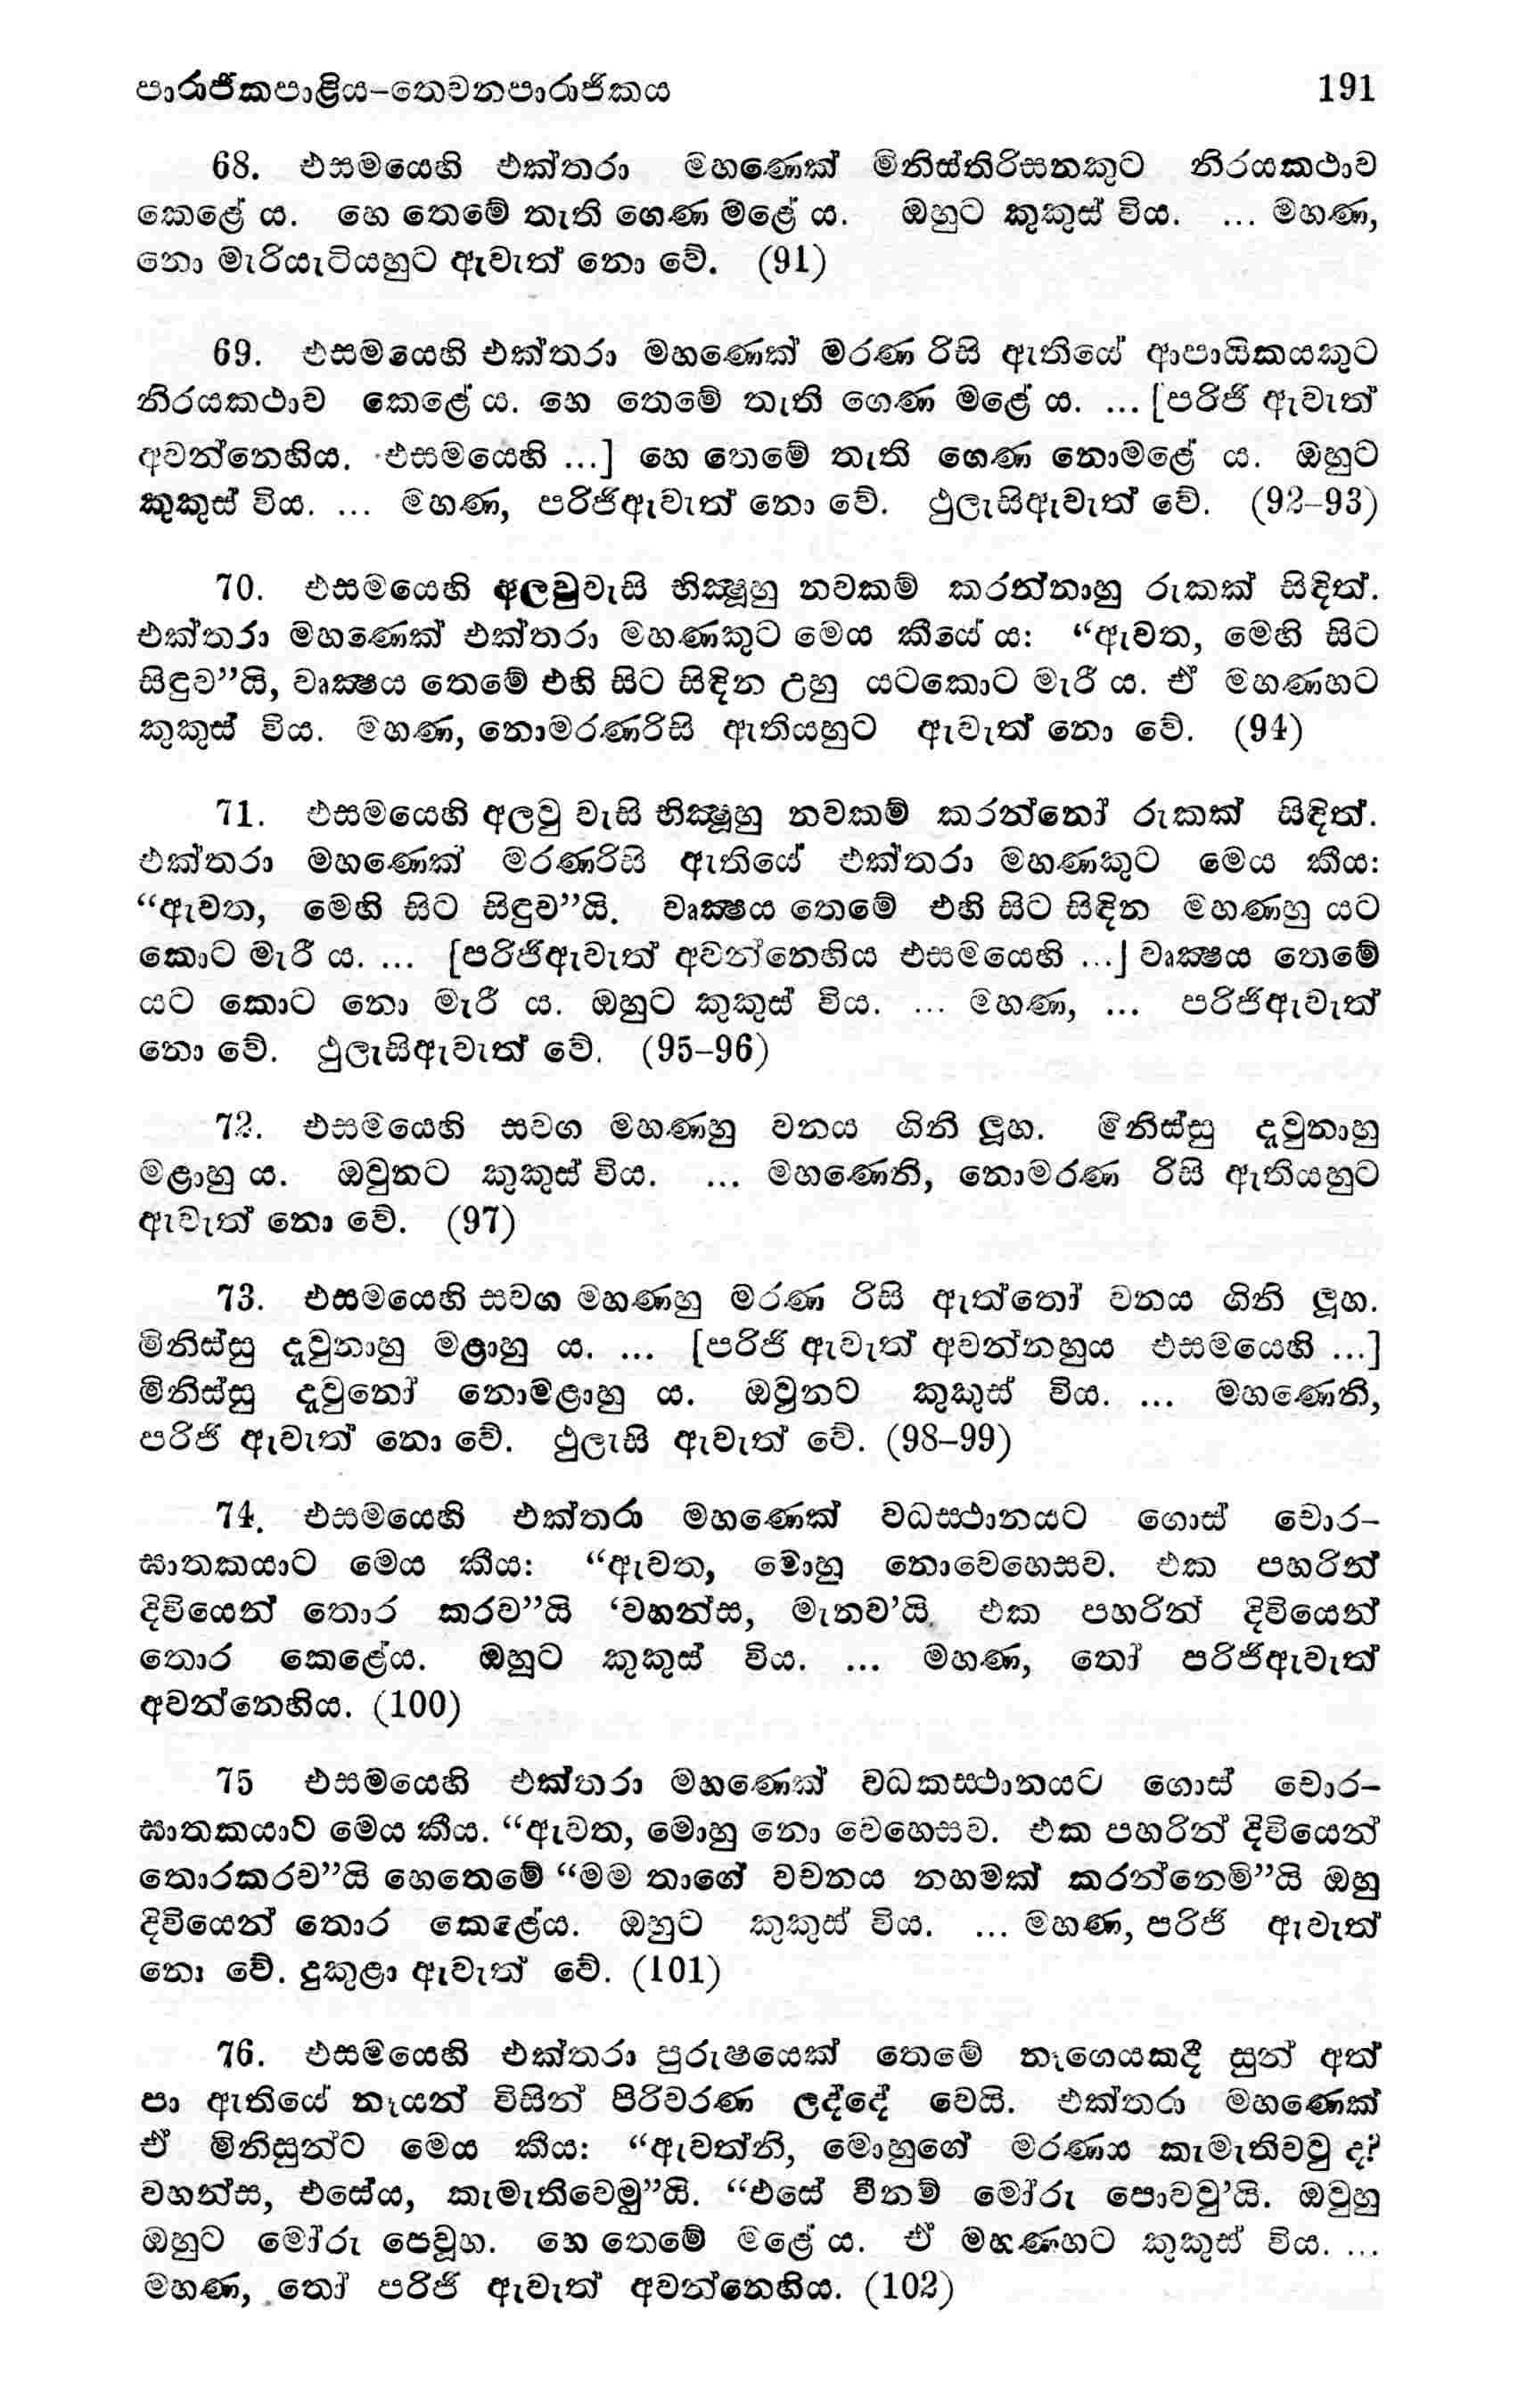 පාරාජිකපාළිය–තෙවනපාරාජිකය 191
68. එසමයෙහි එක්තරා මහණෙක් මිනිස්තිරිසනකුට නිරයකථාව
කෙළේ ය. හෙ තෙමේ තැති ගෙණ මළේ ය. ඔහුට කුකුස් විය. ... මහණ,
නො මැරියැටියහුට ඇවැත් නො වේ. (91)
69. එසමයෙහි එක්තරා මහණෙක් මරණ රිසි ඇතියේ ආපායිකයකුට
නිරයකථාව කෙළේ ය. හෙ තෙමේ තැති ගෙණ මළේ ය. ... [පරිජි ඇවැත්
අවන්නෙහිය. එසමයෙහි ...] හෙ තෙමේ තැති ගෙණ නොමළේ ය. ඔහුට
කුකුස් විය. ... මහණ, පරිජිඇවැත් නො වේ. ථුලැසිඇවැත් වේ. (92–93)
70. එසමයෙහි අලවුවැසි භික්‍ෂූහු නවකම් කරන්නාහු රුකක් සිඳිත්.
එක්තරා මහණෙක් එක්තරා මහණකුට මෙය කීයේ ය: “ඇවත, මෙහි සිට
සිඳුව”යි, වෘක්‍ෂය තෙමේ එහි සිට සිඳින උහු යටකොට මැරී ය. ඒ මහණහට
කුකුස් විය. මහණ, නොමරණරිසි ඇතියහුට ඇවැත් නො වේ. (94)
71. එසමයෙහි අලවු වැසි භික්‍ෂූහු නවකම් කරන්නෝ රුකක් සිඳිත්.
එක්තරා මහණෙක් මරණරිසි ඇතියේ එක්තරා මහණකුට මෙය කීය:
“ඇවත, මෙහි සිට සිඳුව”යි. වෘක්‍ෂය තෙමේ එහි සිට සිඳින මහණහු යට
කොට මැරී ය. ... [පරිජිඇවැත් අවන්නෙහිය එසමයෙහි ...] වෘක්‍ෂය තෙමේ
යට කොට නො මැරී ය. ඔහුට කුකුස් විය. ... මහණ, ... පරිජිඇවැත්
නො වේ. ථුලැසිඇවැත් වේ. (95–96)
72. එසමයෙහි සවග මහණහු වනය ගිනි ලූහ. මිනිස්සු දැවුනාහු
මළාහු ය. ඔවුනට කුකුස් විය. ... මහණෙනි, නොමරණ රිසි ඇතියහුට
ඇවැත් නො වේ. (97)
73. එසමයෙහි සවග මහණහු මරණ රිසි ඇත්තෝ වනය ගිනි ලූහ.
මිනිස්සු දැවුනාහු මළාහු ය. ... [පරිජි ඇවැත් අවන්නහුය එසමයෙහි ...]
මිනිස්සු දැවුනෝ නොමළාහු ය. ඔවුනට කුකුස් විය. ... මහණෙනි,
පරිජි ඇවැත් නො වේ. ථුලැසි ඇවැත් වේ. (98–99)
74. එසමයෙහි එක්තරා මහණෙක් වධස්ථානයට ගොස් චොර–
ඝාතකයාට මෙය කීය: “ඇවත, මොහු නොවෙහෙසව. එක පහරින්
දිවියෙන් තොර කරව”යි ‘වහන්ස, මැනව’යි. එක පහරින් දිවියෙන්
තොර කෙළේය. ඔහුට කුකුස් විය. ... මහණ, තෝ පරිජිඇවැත්
අවන්නෙහිය. (100)
75 එසමයෙහි එක්තරා මහණෙක් වධකස්ථානයට ගොස් චොර–
ඝාතකයාට මෙය කීය. “ඇවත, මොහු නො වෙහෙසව. එක පහරින් දිවියෙන්
තොරකරව”යි හෙතෙමේ “මම තාගේ වචනය නහමක් කරන්නෙමි”යි ඔහු
දිවියෙන් තොර කෙළේය. ඔහුට කුකුස් විය. ... මහණ, පරිජි ඇවැත්
නො වේ. දුකුළා ඇවැත් වේ. (101)
76. එසමයෙහි එක්තරා පුරුෂයෙක් තෙමේ නෑගෙයකදී සුන් අත්
පා ඇතියේ නෑයන් විසින් පිරිවරණ ලද්දේ වෙයි. එක්තරා මහණෙක්
ඒ මිනිසුන්ට මෙය කීය: “ඇවත්නි, මොහුගේ මරණය කැමැතිවවු ද?
වහන්ස, එසේය, කැමැතිවෙමු”යි. “එසේ වීනම් මෝරු පොවවු’යි. ඔවුහු
ඔහුට මෝරු පෙවූහ. හෙ තෙමේ මළේ ය. ඒ මහණහට කුකුස් විය. ...
මහණ, තෝ පරිජි ඇවැත් අවන්නෙහිය. (102)